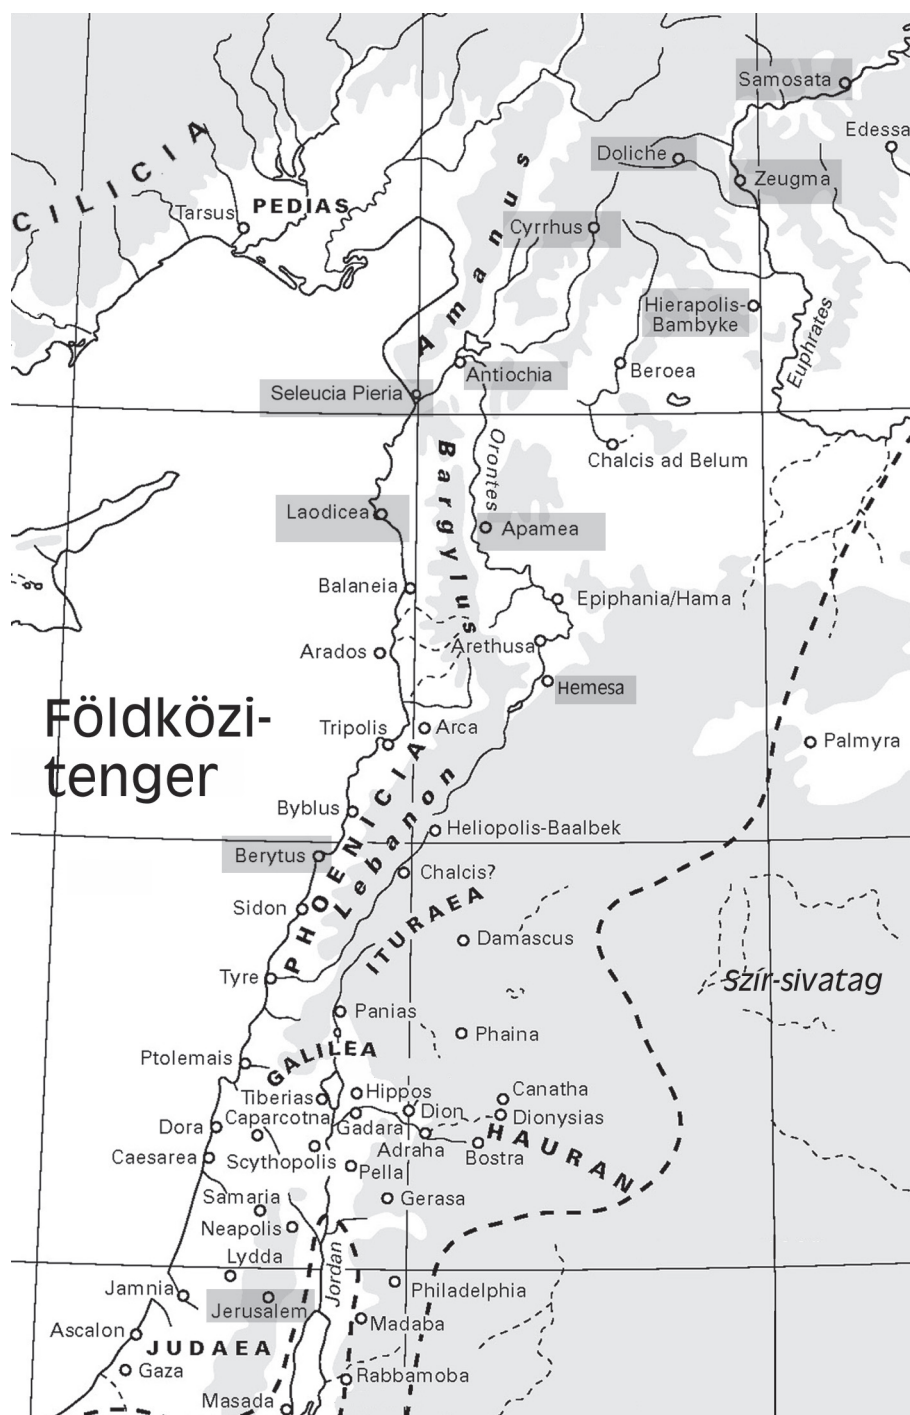 Samosata
Edessa
Doliche
Zeugma
CILICIA
Tarsus
PEDIAS
Amanus
Cyrrhus
Hierapolis-
Bambyke
Euphrates
Antiochia
Beroea
Seleucia Pieria
Bargylus
Orontes
Chalcis ad Belum
Laodicea
Apamea
Balaneia
Epiphania/Hama
Arados
Arethusa
Hemesa
Földközi-
tenger
Tripolis
Arca
Palmyra
Byblus
PHOENICIA
Lebanon
Heliopolis-Baalbek
Berytus
Chalcis?
ITURAEA
Sidon
Damascus
Tyre
Szír-sivatag
Panias
Phaina
Ptolemais
GALILEA
Tiberias
Hippos
Canatha
Caparcotna
Dion
Dionysias
Dora
Gadara
HAURAN
Adraha
Bostra
Caesarea
Scythopolis
Pella
Samaria
Gerasa
Neapolis
Lydda
Jordan
Jamnia
Philadelphia
Jerusalem
Ascalon
Madaba
JUDAEA
Gaza
Rabbamoba
Masada